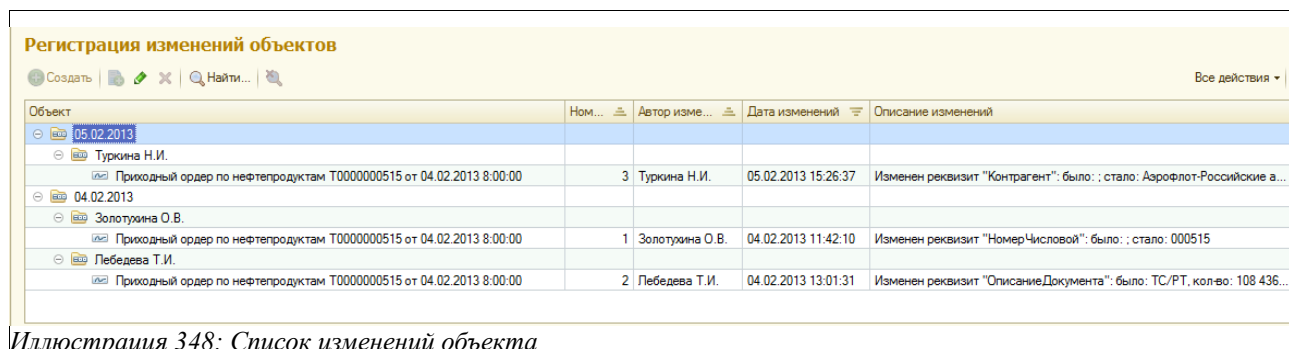 Регистрация изменений объектов
Создать Найти... Все действия
Объект Ном... Автор изме... Дата изменений Описание изменений
05.02.2013
Туркина Н.И.
Приходный ордер по нефтепродуктам Т0000000515 от 04.02.2013 8:00:00 3 Туркина Н.И. 05.02.2013 15:26:37 Изменен реквизит "Контрагент": было: ; стало: Аэрофлот-Российские а...
04.02.2013
Золотухина О.В.
Приходный ордер по нефтепродуктам Т0000000515 от 04.02.2013 8:00:00 1 Золотухина О.В. 04.02.2013 11:42:10 Изменен реквизит "НомерЧисловой": было: ; стало: 000515
Лебедева Т.И.
Приходный ордер по нефтепродуктам Т0000000515 от 04.02.2013 8:00:00 2 Лебедева Т.И. 04.02.2013 13:01:31 Изменен реквизит "ОписаниеДокумента": было: ТС/РТ, кол-во: 108 436...
Иллюстрация 348: Список изменений объекта